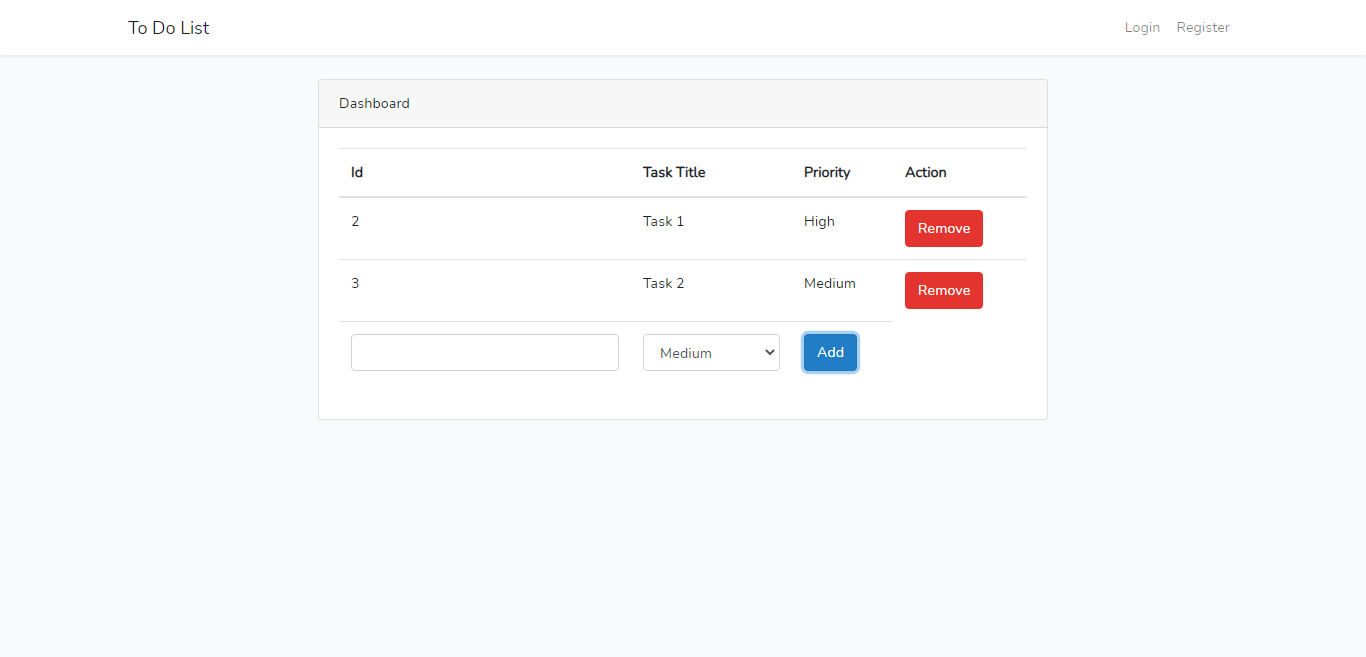 To Do List Login Register
Dashboard
Id Task Title Priority Action
2 Task 1 High Remove
3 Task 2 Medium Remove
Medium Add